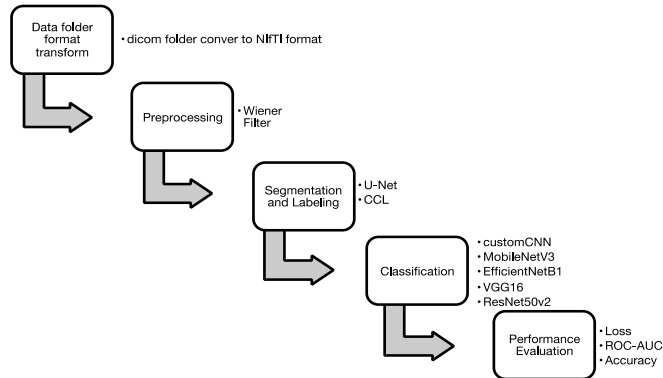 Data folder
format
transform
• dicom folder conver to NIfTI format
Preprocessing
• Wiener
Filter
Segmentation
and Labeling
• U-Net
• CCL
Classification
• customCNN
• MobileNetV3
• EfficientNetB1
• VGG16
• ResNet50v2
Performance
Evaluation
• Loss
• ROC-AUC
• Accuracy